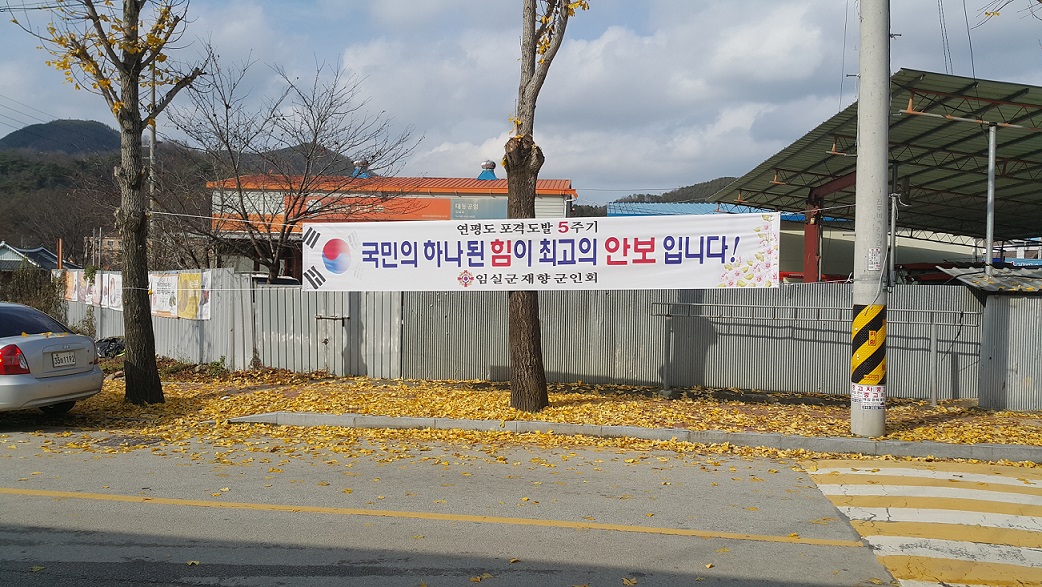 연평도 포격도발 5주기
국민의 하나된 힘이 최고의 안보 입니다!
임실군 재향군인회